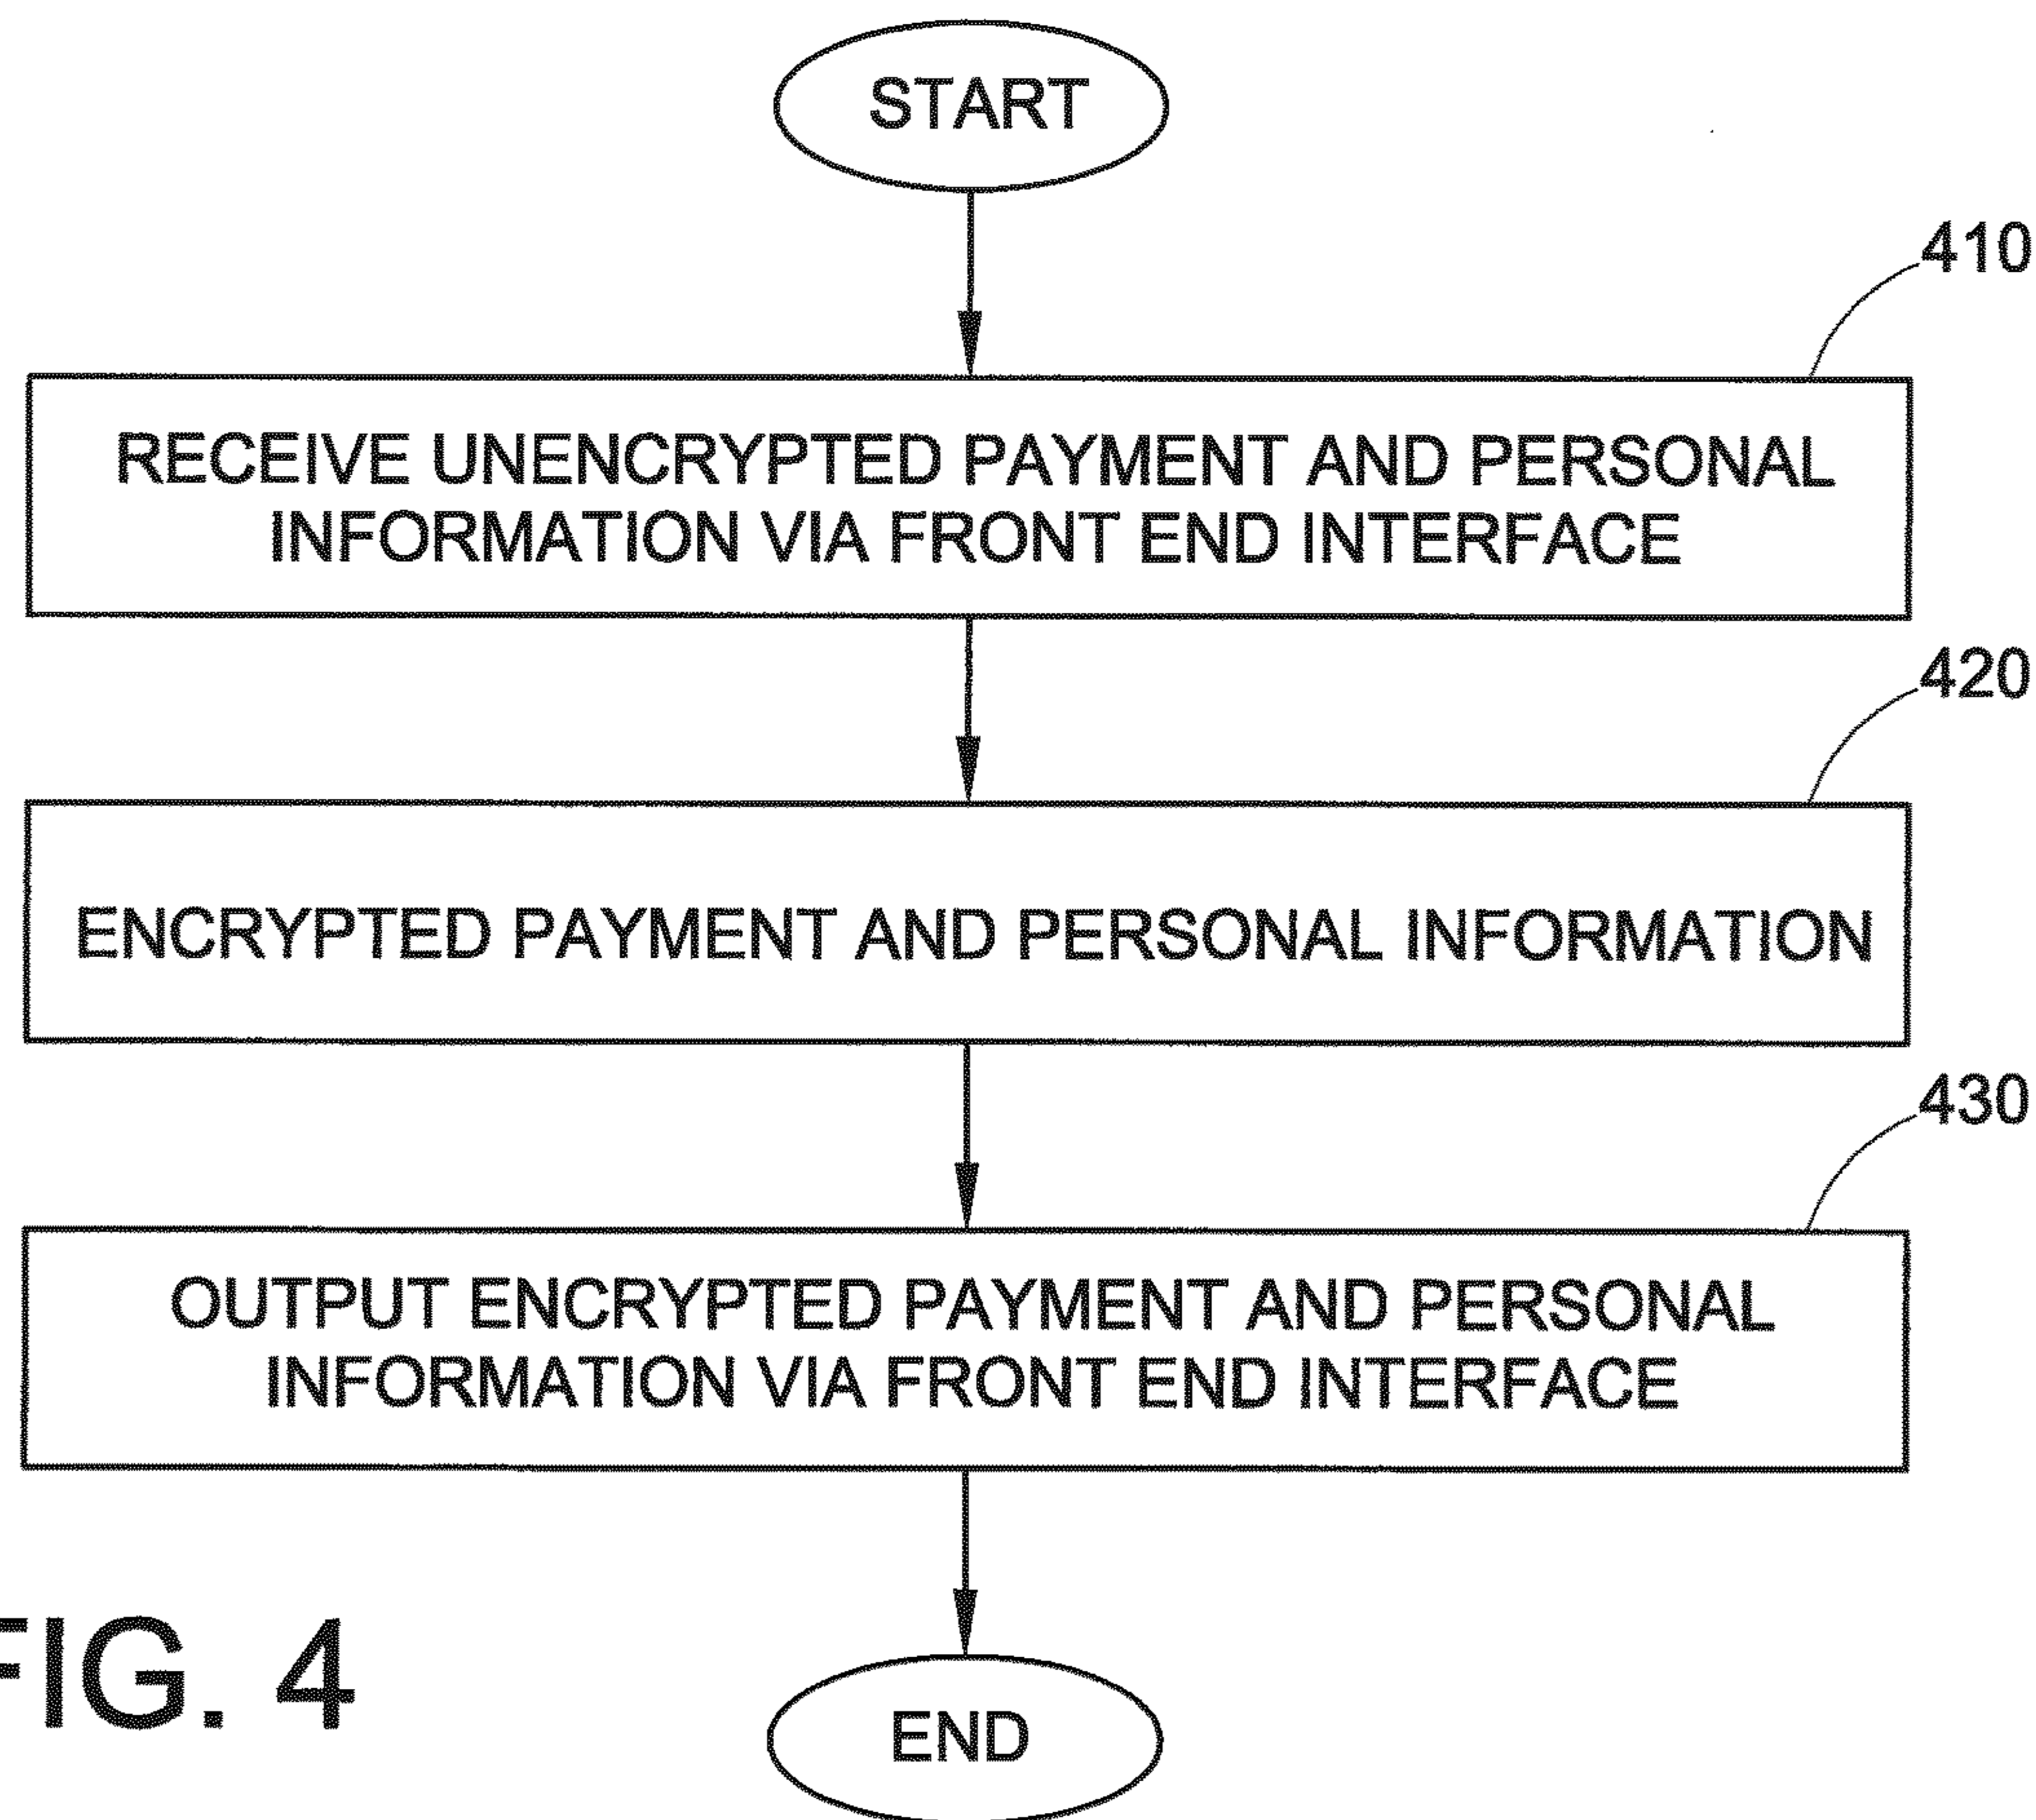 START
410
RECEIVE UNENCRYPTED PAYMENT AND PERSONAL
INFORMATION VIA FRONT END INTERFACE
420
ENCRYPTED PAYMENT AND PERSONAL INFORMATION
430
OUTPUT ENCRYPTED PAYMENT AND PERSONAL
INFORMATION VIA FRONT END INTERFACE
FIG. 4
END